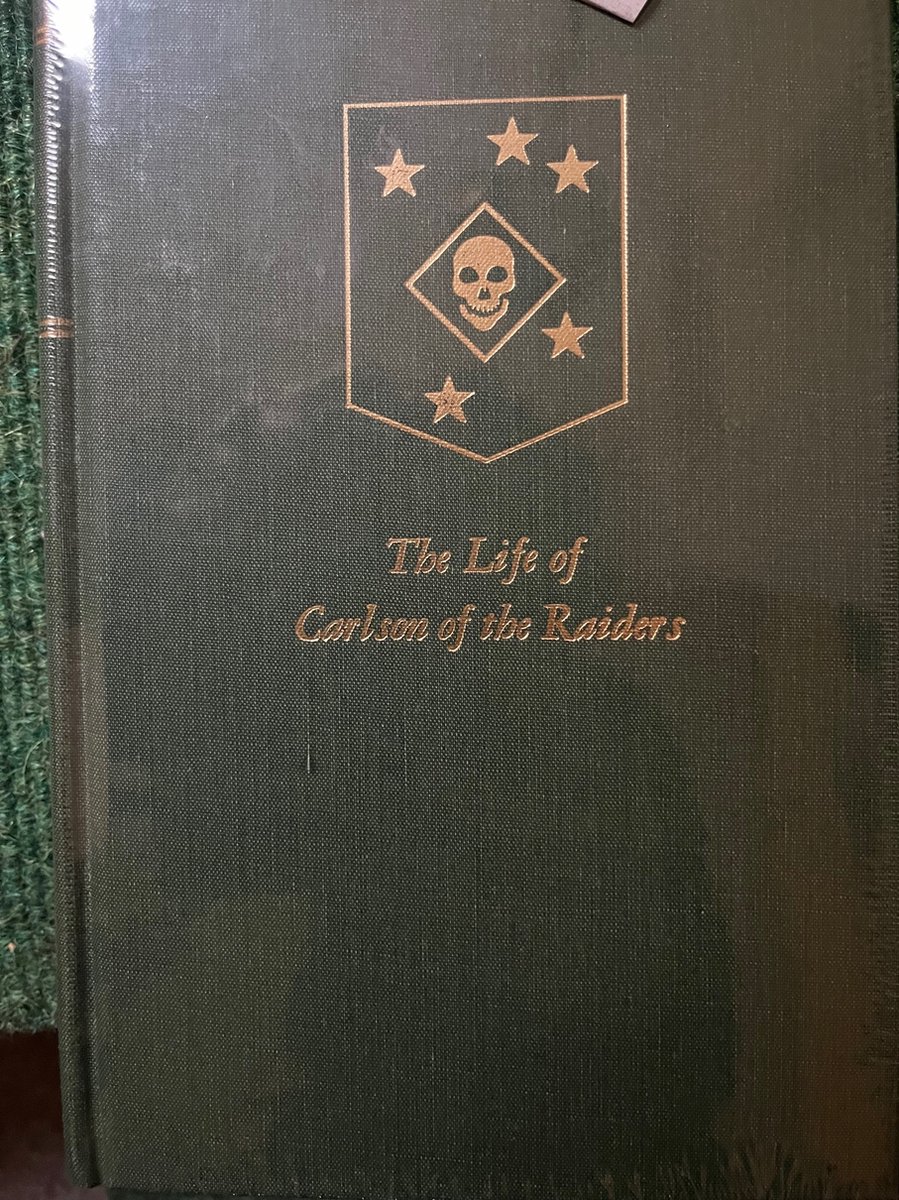 The Life of
Carlson of the Raiders